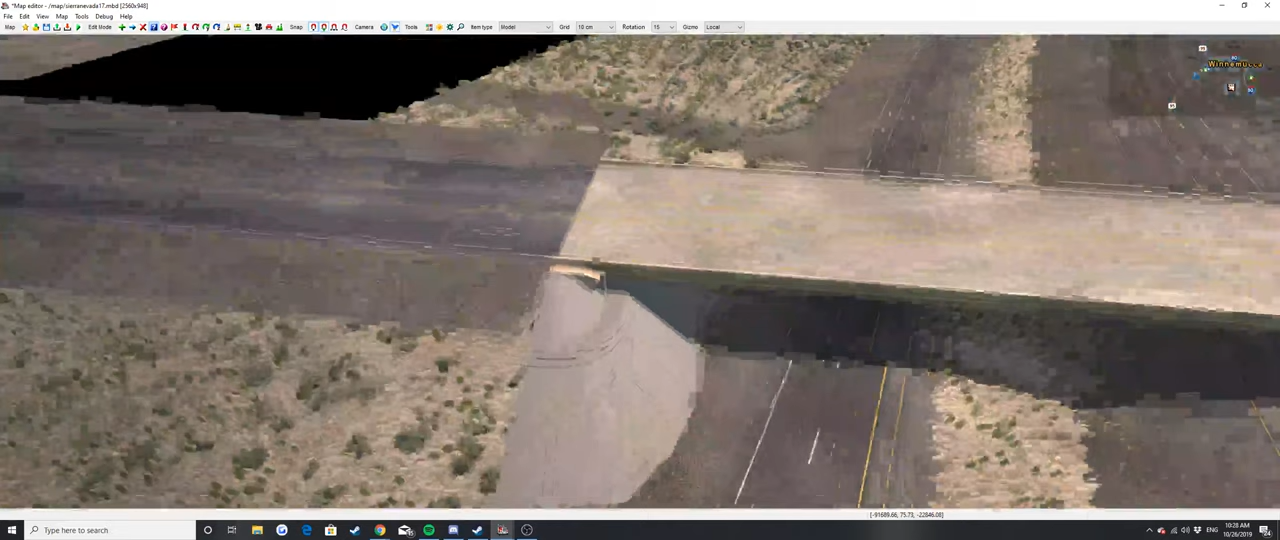 *Map editor - /map/sierranevada17.mbd [2560x948]
File Edit View Map Tools Debug Help
Map Edit Mode Snap Camera Tools Item type Model Grid 10 cm Rotation 15 Gizmo Local
Winnemucca
[-91689.66, 75.73, -22846.08]
Type here to search
ENG
10:28 AM
10/26/2019
24